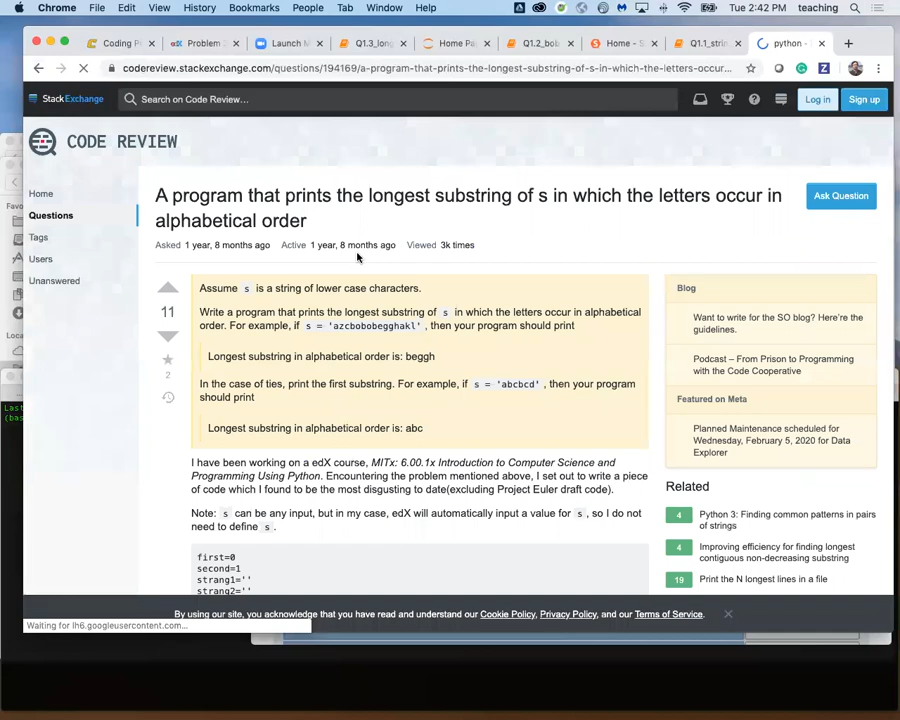 Chrome File Edit View History Bookmarks People Tab Window Help Tue 2:42 PM teaching
Coding P Problem 2 Launch M Q1.3_long Home Pa Q1.2_bob Home - S Q1.1_strin python -
codereview.stackexchange.com/questions/194169/a-program-that-prints-the-longest-substring-of-s-in-which-the-letters-occur...
StackExchange Search on Code Review... Log in Sign up
CODE REVIEW
Home
Questions
Tags
Users
Unanswered
A program that prints the longest substring of s in which the letters occur in
alphabetical order
Ask Question
Asked 1 year, 8 months ago Active 1 year, 8 months ago Viewed 3k times
11
2
Assume s is a string of lower case characters.
Write a program that prints the longest substring of s in which the letters occur in alphabetical
order. For example, if s = 'azcbobobegghakl' , then your program should print
Longest substring in alphabetical order is: beggh
In the case of ties, print the first substring. For example, if s = 'abcbcd' , then your program
should print
Longest substring in alphabetical order is: abc
I have been working on a edX course, MITx: 6.00.1x Introduction to Computer Science and
Programming Using Python. Encountering the problem mentioned above, I set out to write a piece
of code which I found to be the most disgusting to date(excluding Project Euler draft code).
Note: s can be any input, but in my case, edX will automatically input a value for s , so I do not
need to define s .
first=0
second=1
strang1=''
strang2=''
Blog
Want to write for the SO blog? Here're the
guidelines.
Podcast – From Prison to Programming
with the Code Cooperative
Featured on Meta
Planned Maintenance scheduled for
Wednesday, February 5, 2020 for Data
Explorer
Related
4 Python 3: Finding common patterns in pairs
of strings
4 Improving efficiency for finding longest
contiguous non-decreasing substring
19 Print the N longest lines in a file
By using our site, you acknowledge that you have read and understand our Cookie Policy, Privacy Policy, and our Terms of Service.
Waiting for lh6.googleusercontent.com...
Favo
Loca
Last
(bas